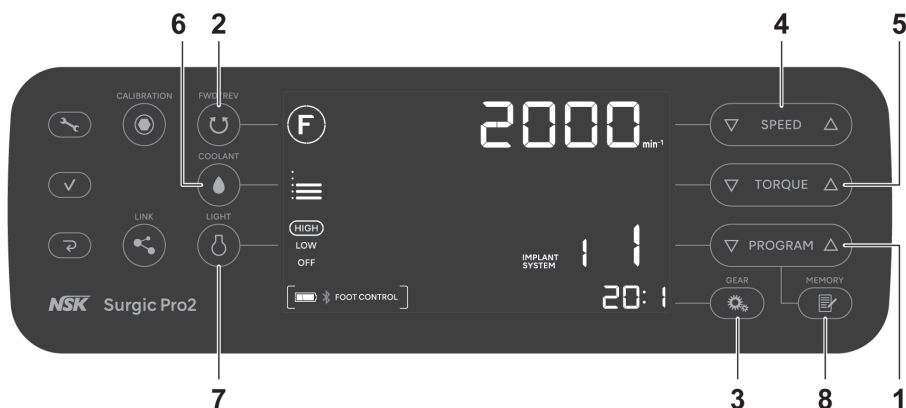 6 2 4 5
CALIBRATION FWD/REV
F 2000 min-1 SPEED
COOLANT
TORQUE
LINK LIGHT HIGH
LOW
OFF
IMPLANT
SYSTEM 1 1 PROGRAM
GEAR MEMORY
NSK Surgic Pro2 FOOT CONTROL 20:1
7 3 8 1